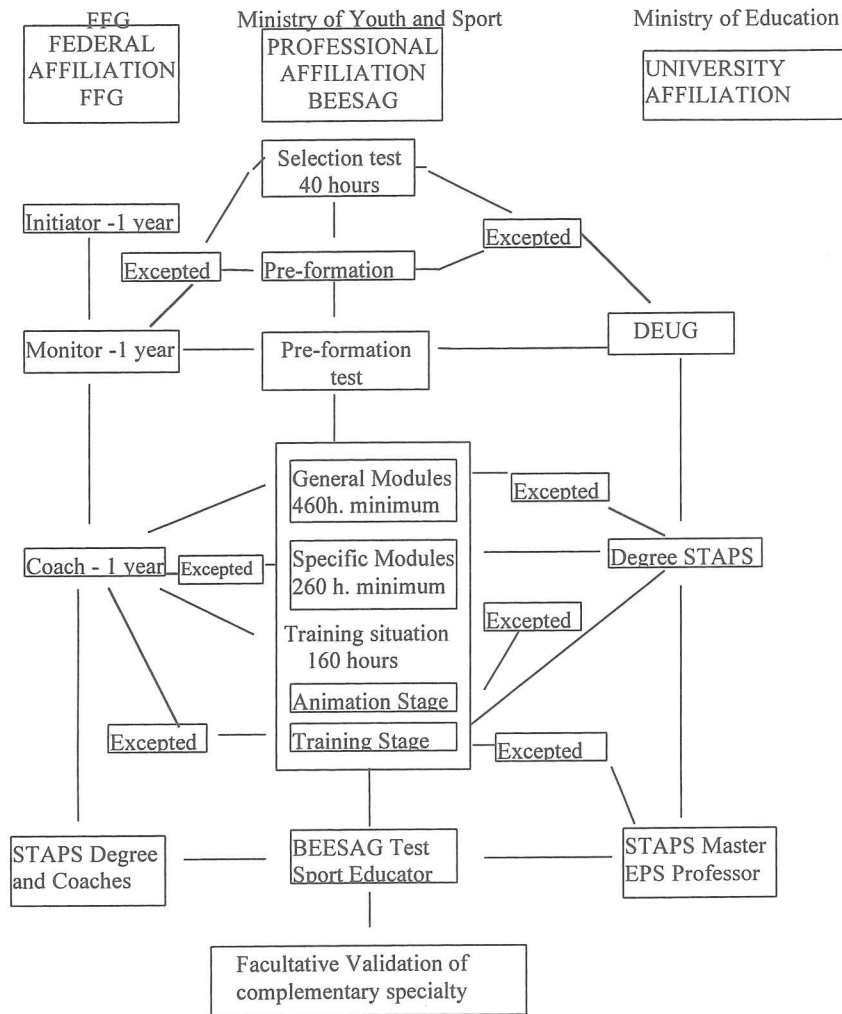 FFG
Ministry of Youth and Sport
Ministry of Education
FEDERAL
AFFILIATION
FFG
PROFESSIONAL
AFFILIATION
BEESAG
UNIVERSITY
AFFILIATION
Selection test
40 hours
Initiator -1 year
Excepted
Excepted
Pre-formation
Monitor -1 year
Pre-formation
test
DEUG
General Modules
460h. minimum
Excepted
Coach - 1 year
Excepted
Specific Modules
260 h. minimum
Degree STAPS
Training situation
160 hours
Excepted
Animation Stage
Excepted
Training Stage
Excepted
STAPS Degree
and Coaches
BEESAG Test
Sport Educator
STAPS Master
EPS Professor
Facultative Validation of
complementary specialty